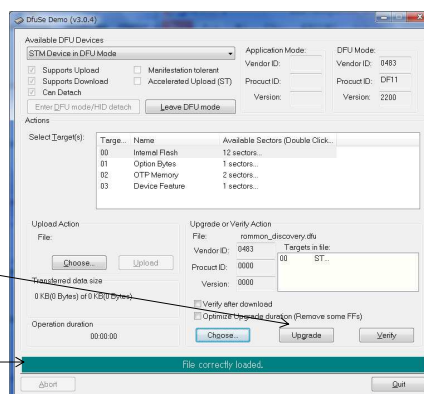 DfuSe Demo (v3.0.4)
Available DFU Devices
STM Device in DFU Mode
Supports Upload
Manifestation tolerant
Supports Download
Accelerated Upload (ST)
Can Detach
Enter DFU mode/HID detach
Leave DFU mode
Application Mode:
Vendor ID:
Procuct ID:
Version:
DFU Mode:
Vendor ID: 0483
Procuct ID: DF11
Version: 2200
Actions
Select Target(s):
Targe... Name Available Sectors (Double Click...
00 Internal Flash 12 sectors...
01 Option Bytes 1 sectors...
02 OTP Memory 2 sectors...
03 Device Feature 1 sectors...
Upload Action
File:
Choose... Upload
Transferred data size
0 KB(0 Bytes) of 0 KB(0 Bytes)
Operation duration
00:00:00
Upgrade or Verify Action
File: rommon_discovery.dfu
Vendor ID: 0483
Procuct ID: 0000
Version: 0000
Targets in file:
00 ST...
Verify after download
Optimize Upgrade duration (Remove some FFs)
Choose... Upgrade Verify
File correctly loaded.
Abort Quit